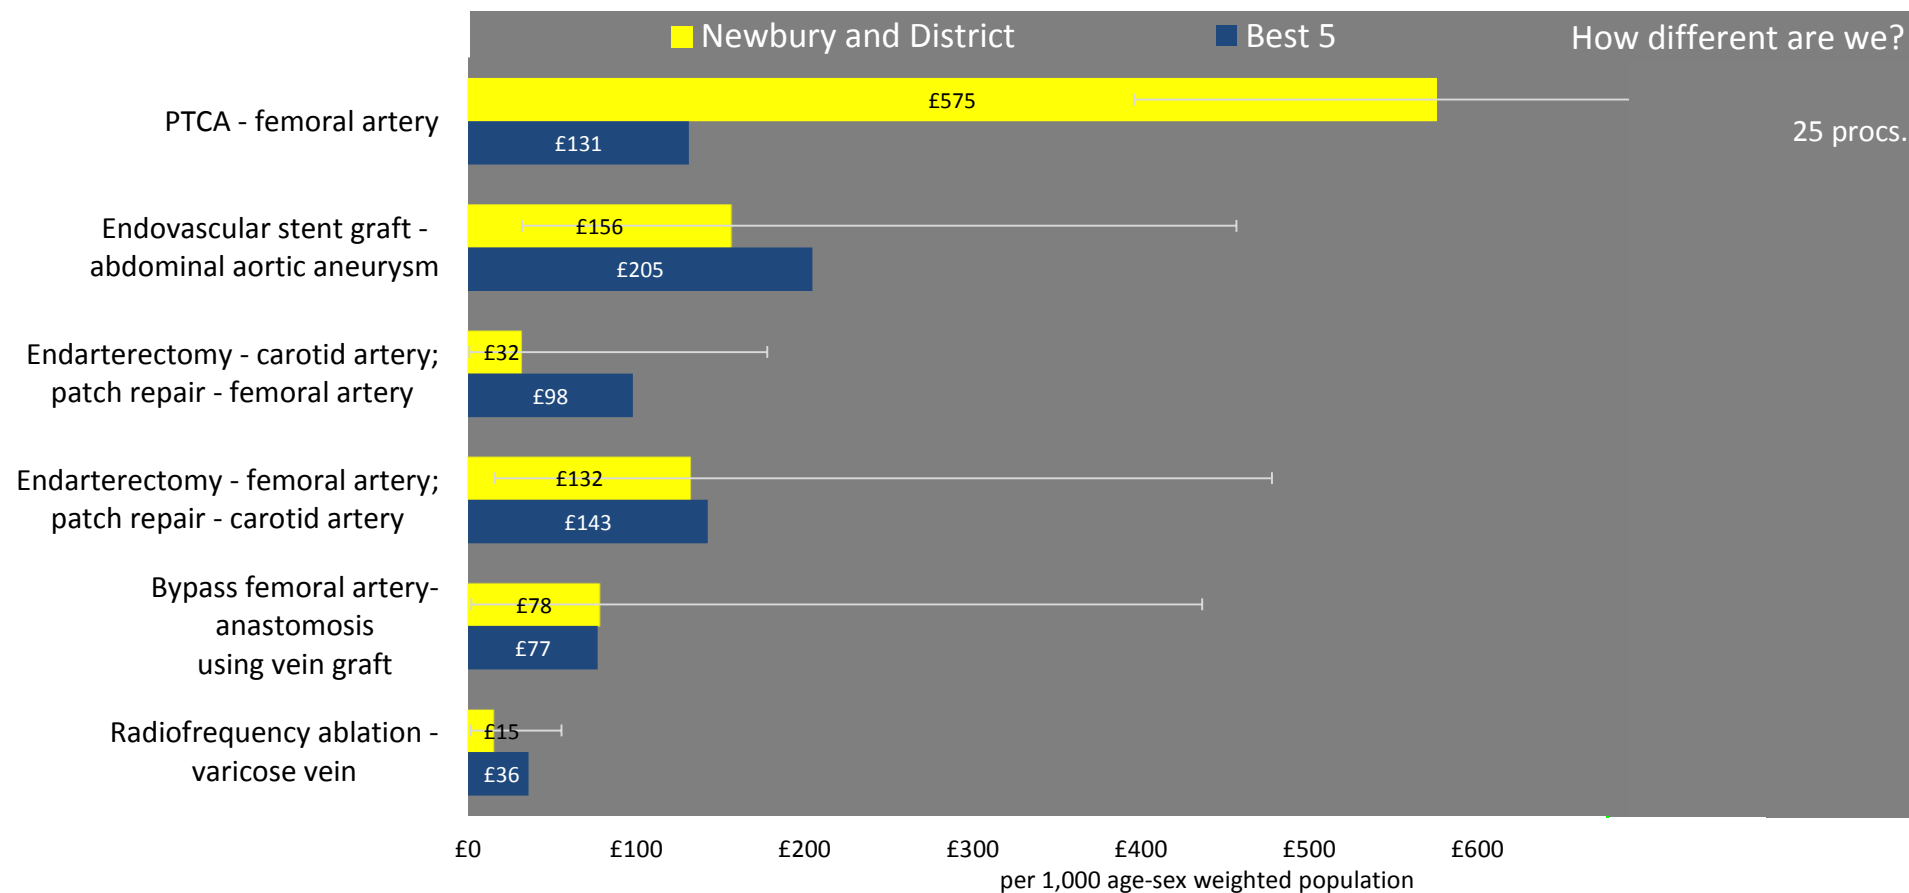 Newbury and District
Best 5
How different are we?
PTCA - femoral artery
£575
£131
25 procs.
Endovascular stent graft -
abdominal aortic aneurysm
£156
£205
Endarterectomy - carotid artery;
patch repair - femoral artery
£32
£98
Endarterectomy - femoral artery;
patch repair - carotid artery
£132
£143
Bypass femoral artery-
anastomosis
using vein graft
£78
£77
Radiofrequency ablation -
varicose vein
£15
£36
£0 £100 £200 £300 £400 £500 £600
per 1,000 age-sex weighted population